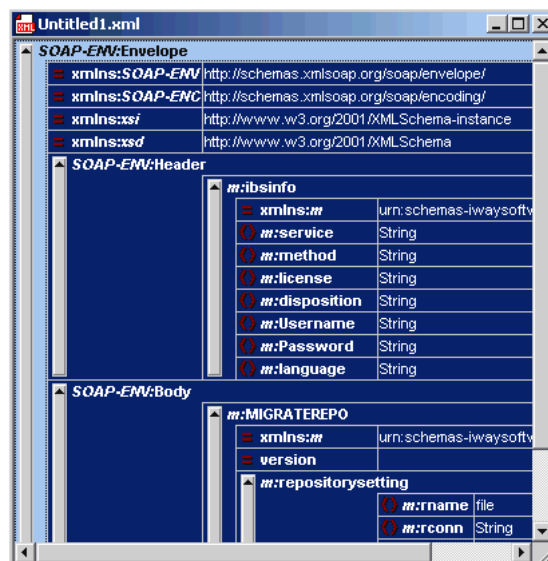 Untitled1.xml
SOAP-ENV:Envelope
xmlns:SOAP-ENV http://schemas.xmlsoap.org/soap/envelope/
xmlns:SOAP-ENC http://schemas.xmlsoap.org/soap/encoding/
xmlns:xsi http://www.w3.org/2001/XMLSchema-instance
xmlns:xsd http://www.w3.org/2001/XMLSchema
SOAP-ENV:Header
m:ibsinfo
xmlns:m urn:schemas-iwaysoftw
m:service String
m:method String
m:license String
m:disposition String
m:Username String
m:Password String
m:language String
SOAP-ENV:Body
m:MIGRATEREPO
xmlns:m urn:schemas-iwaysoftw
version
m:repositorysetting
m:rname file
m:rconn String